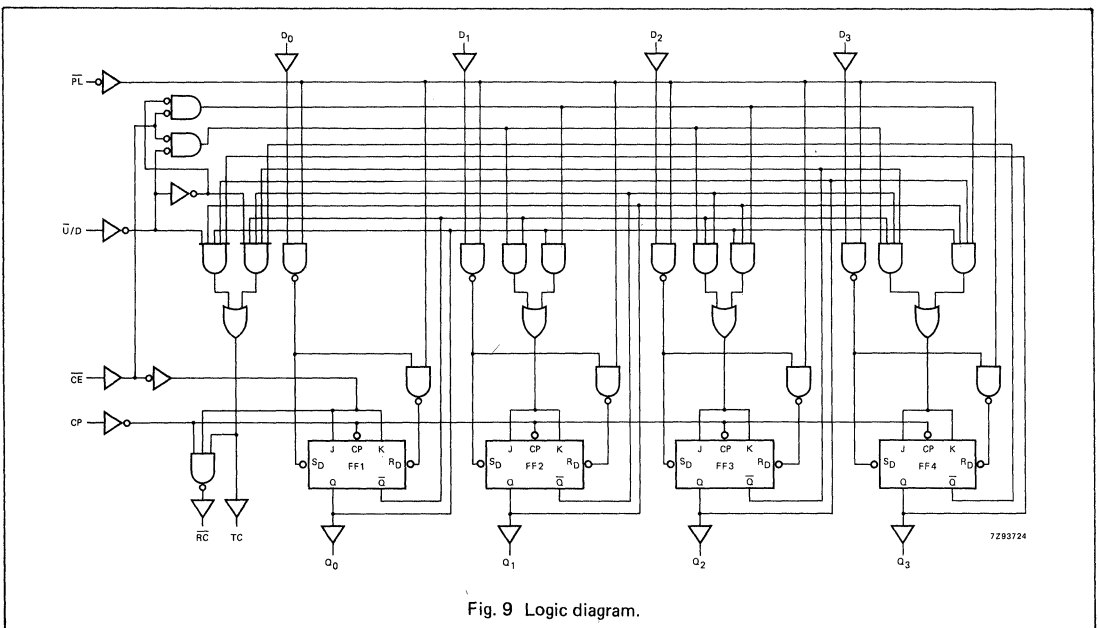 D0 D1 D2 D3
PL̅
U̅/D
CE̅
CP
J CP K J CP K J CP K J CP K
SD FF1 RD SD FF2 RD SD FF3 RD SD FF4 RD
Q Q̅ Q Q̅ Q Q̅ Q Q̅
RC̅ TC Q0 Q1 Q2 Q3
7Z93724
Fig. 9 Logic diagram.